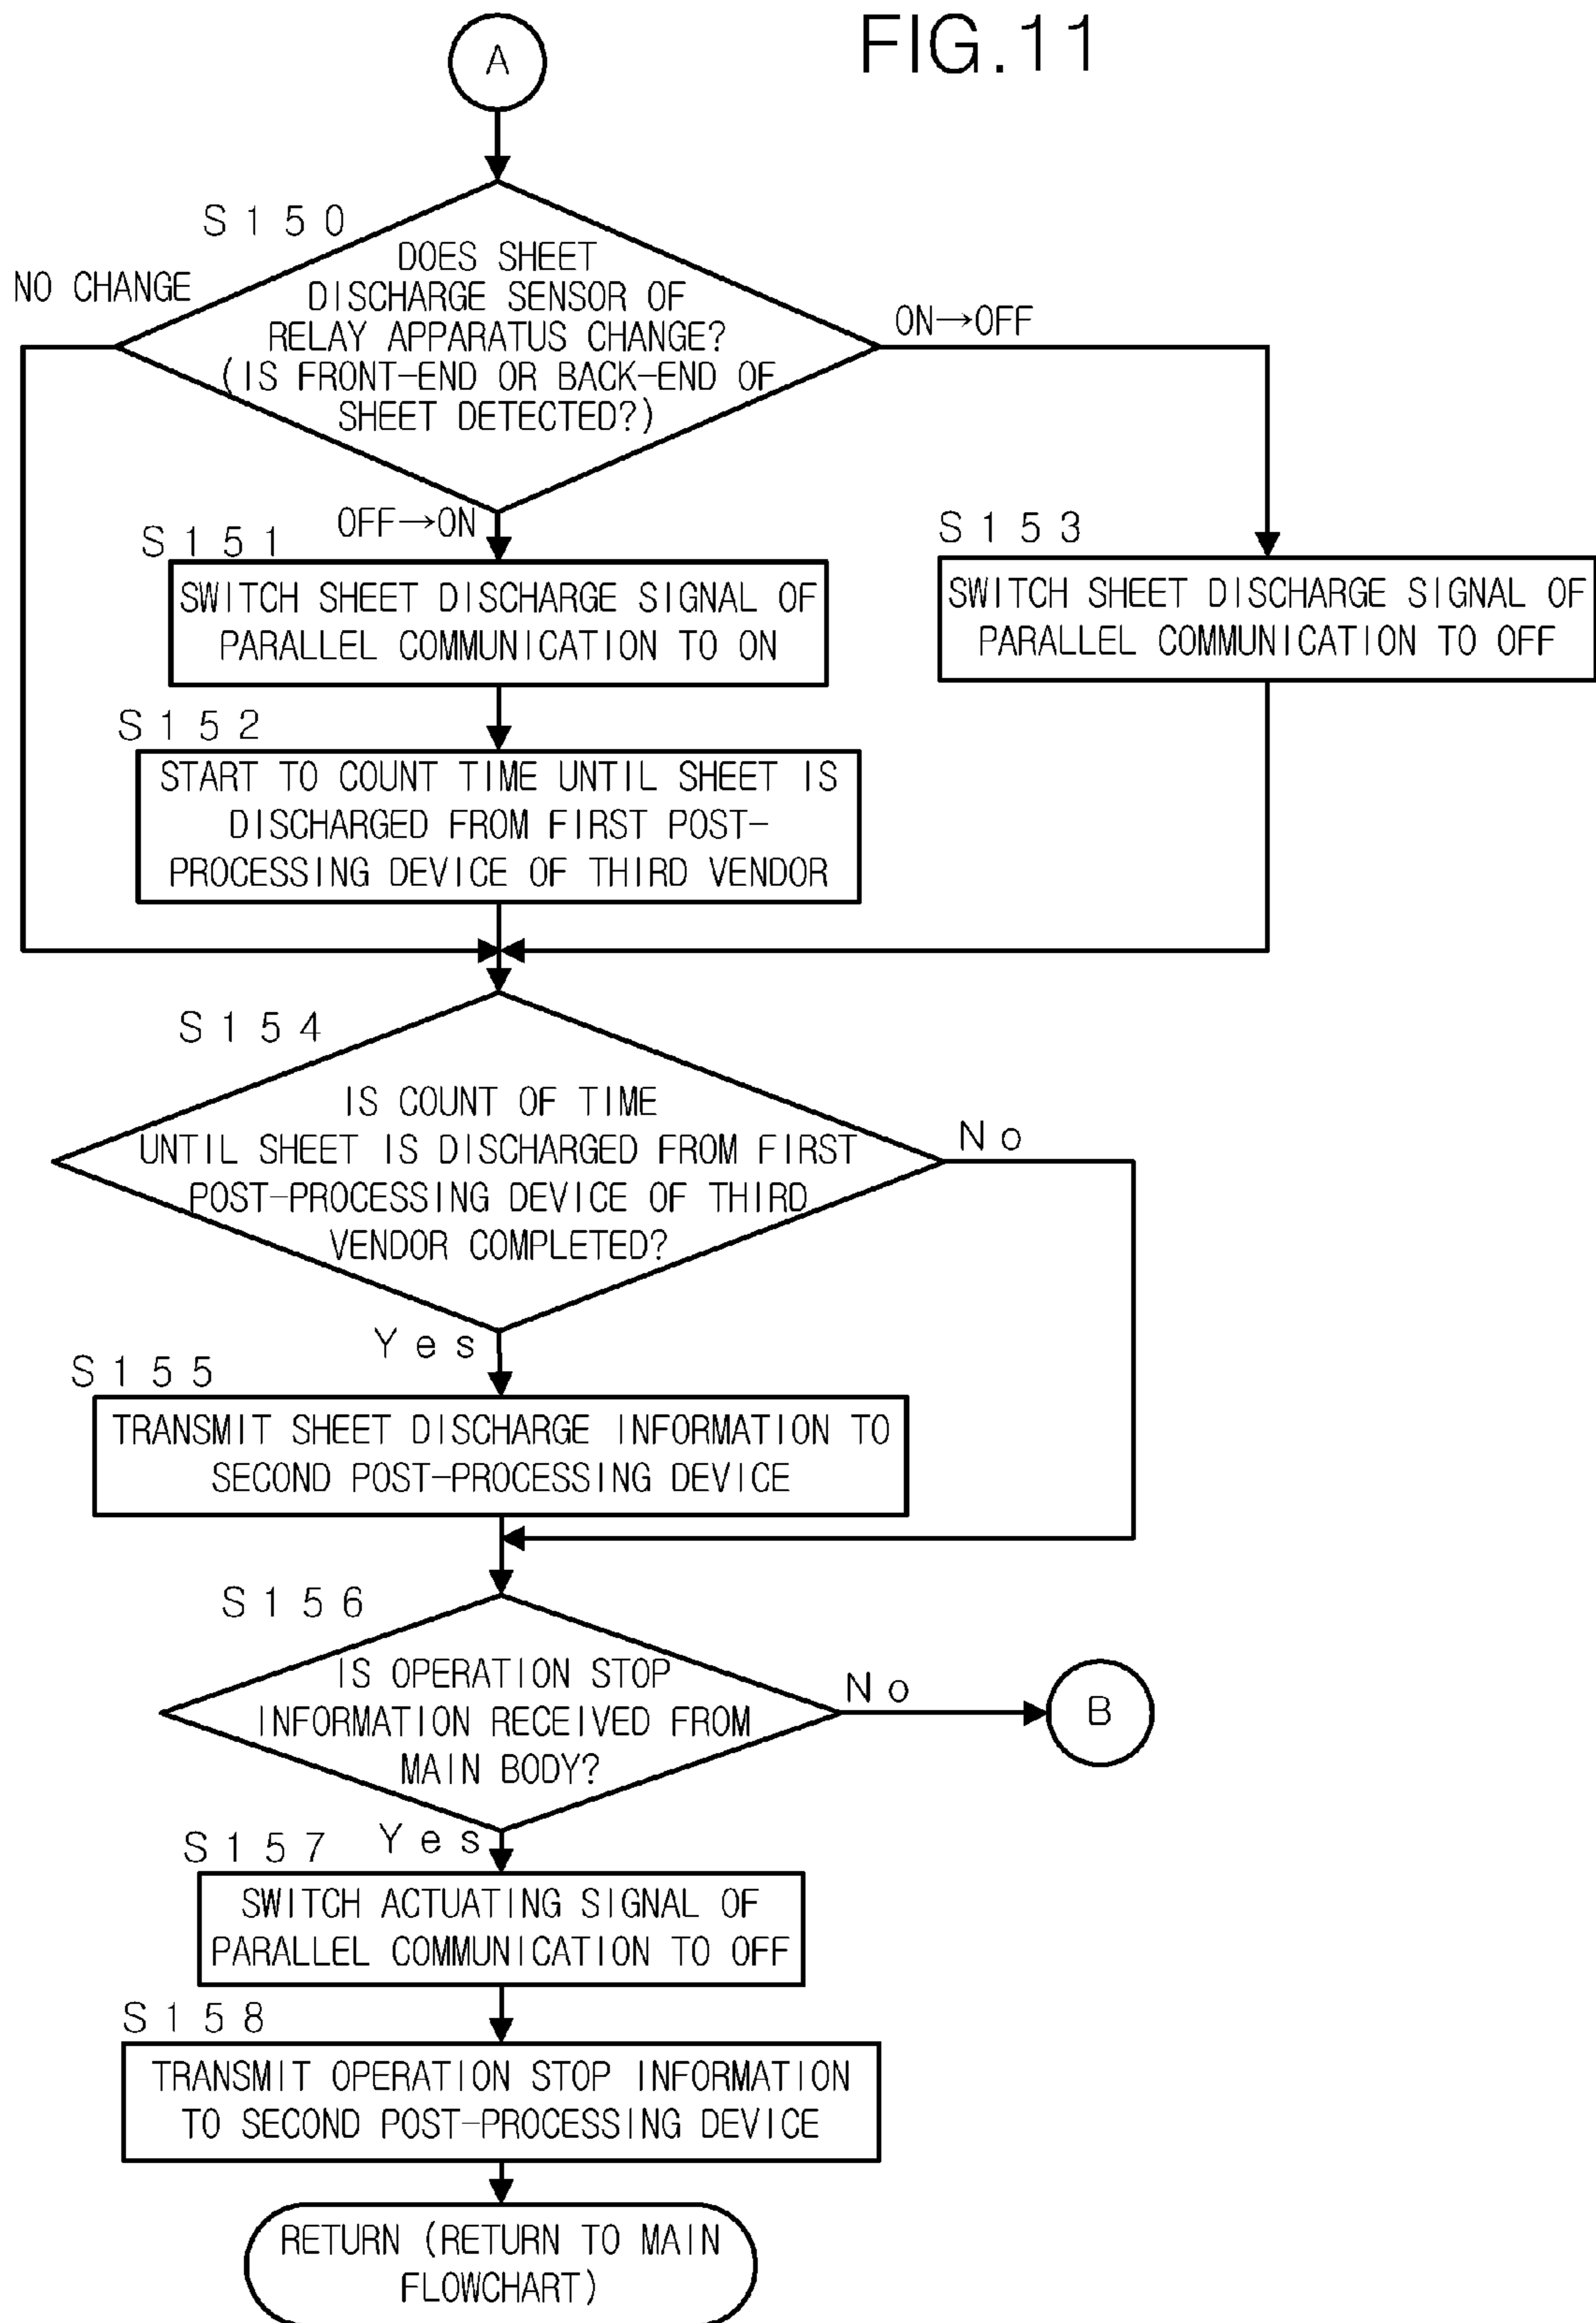 FIG.11
A
S150
DOES SHEET
DISCHARGE SENSOR OF
RELAY APPARATUS CHANGE?
(IS FRONT-END OR BACK-END OF
SHEET DETECTED?)
NO CHANGE
ON→OFF
OFF→ON
S151
SWITCH SHEET DISCHARGE SIGNAL OF
PARALLEL COMMUNICATION TO ON
S153
SWITCH SHEET DISCHARGE SIGNAL OF
PARALLEL COMMUNICATION TO OFF
S152
START TO COUNT TIME UNTIL SHEET IS
DISCHARGED FROM FIRST POST-
PROCESSING DEVICE OF THIRD VENDOR
S154
IS COUNT OF TIME
UNTIL SHEET IS DISCHARGED FROM FIRST
POST-PROCESSING DEVICE OF THIRD
VENDOR COMPLETED?
No
Yes
S155
TRANSMIT SHEET DISCHARGE INFORMATION TO
SECOND POST-PROCESSING DEVICE
S156
IS OPERATION STOP
INFORMATION RECEIVED FROM
MAIN BODY?
No
B
Yes
S157
SWITCH ACTUATING SIGNAL OF
PARALLEL COMMUNICATION TO OFF
S158
TRANSMIT OPERATION STOP INFORMATION
TO SECOND POST-PROCESSING DEVICE
RETURN (RETURN TO MAIN
FLOWCHART)